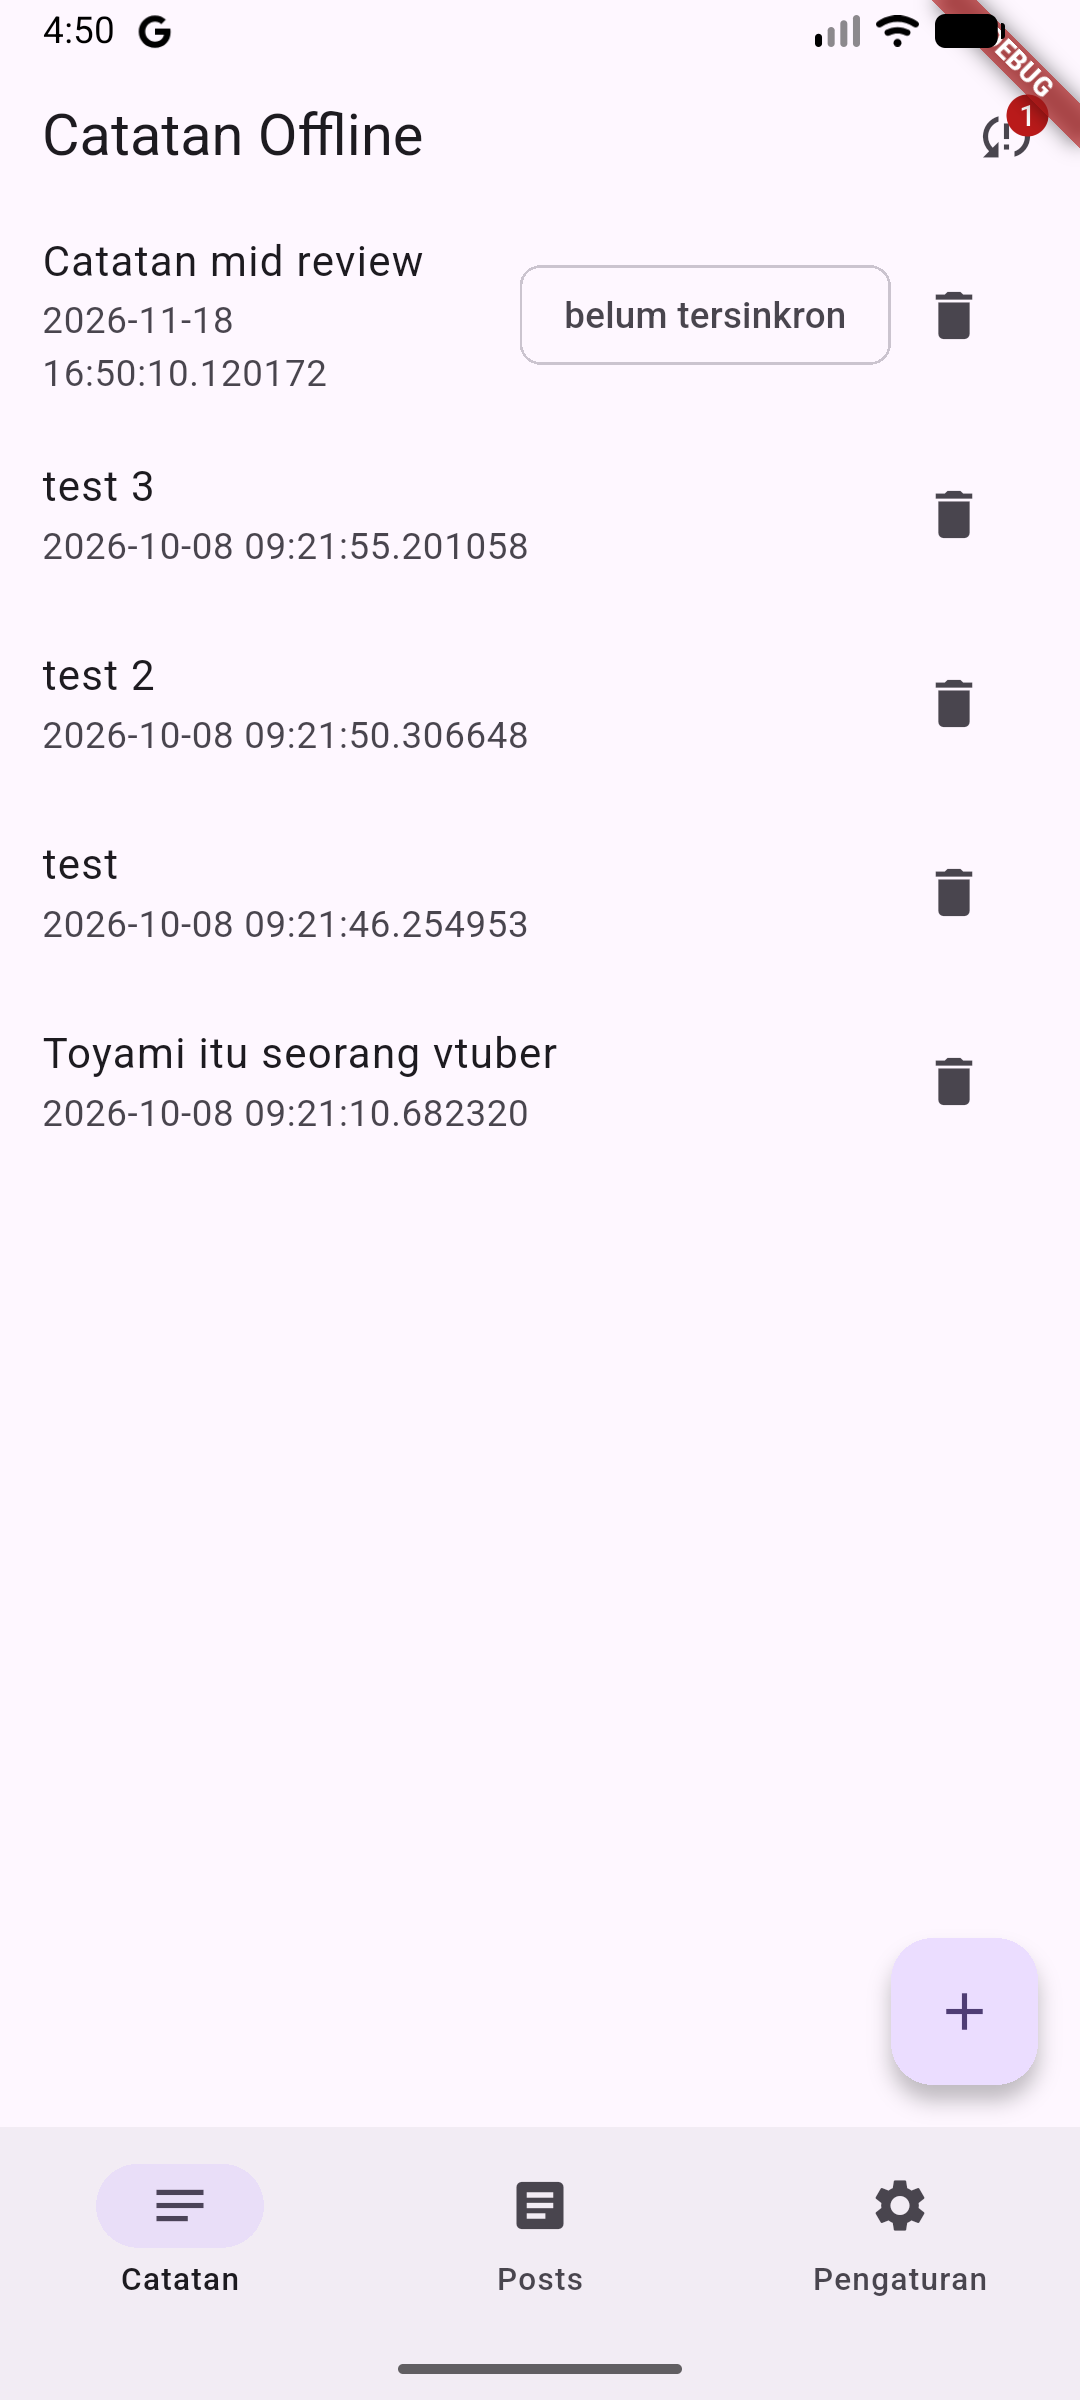 4:50
EBUG
Catatan Offline
1
Catatan mid review
2026-11-18
16:50:10.120172
belum tersinkron
test 3
2026-10-08 09:21:55.201058
test 2
2026-10-08 09:21:50.306648
test
2026-10-08 09:21:46.254953
Toyami itu seorang vtuber
2026-10-08 09:21:10.682320
Catatan
Posts
Pengaturan